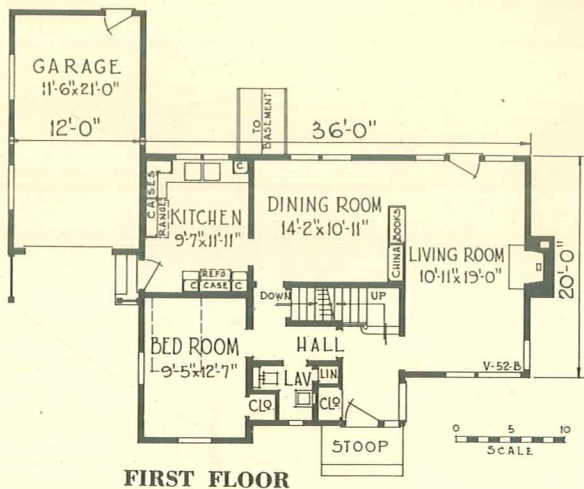 GARAGE
11'-6"x21'-0"
12'-0"
TO
BASEMENT
36'-0"
C
CASES
RANGE
KITCHEN
9'-7"x11'-11"
DINING ROOM
14'-2"x10'-11"
BOOKS
CHINA
LIVING ROOM
10'-11"x19'-0"
20'-0"
REFG
C CASE C
DOWN
UP
HALL
BED ROOM
9'-5"x12'-7"
LAV
LIN
CLO
CLO
V-52-B
STOOP
0 5 10
SCALE
FIRST FLOOR